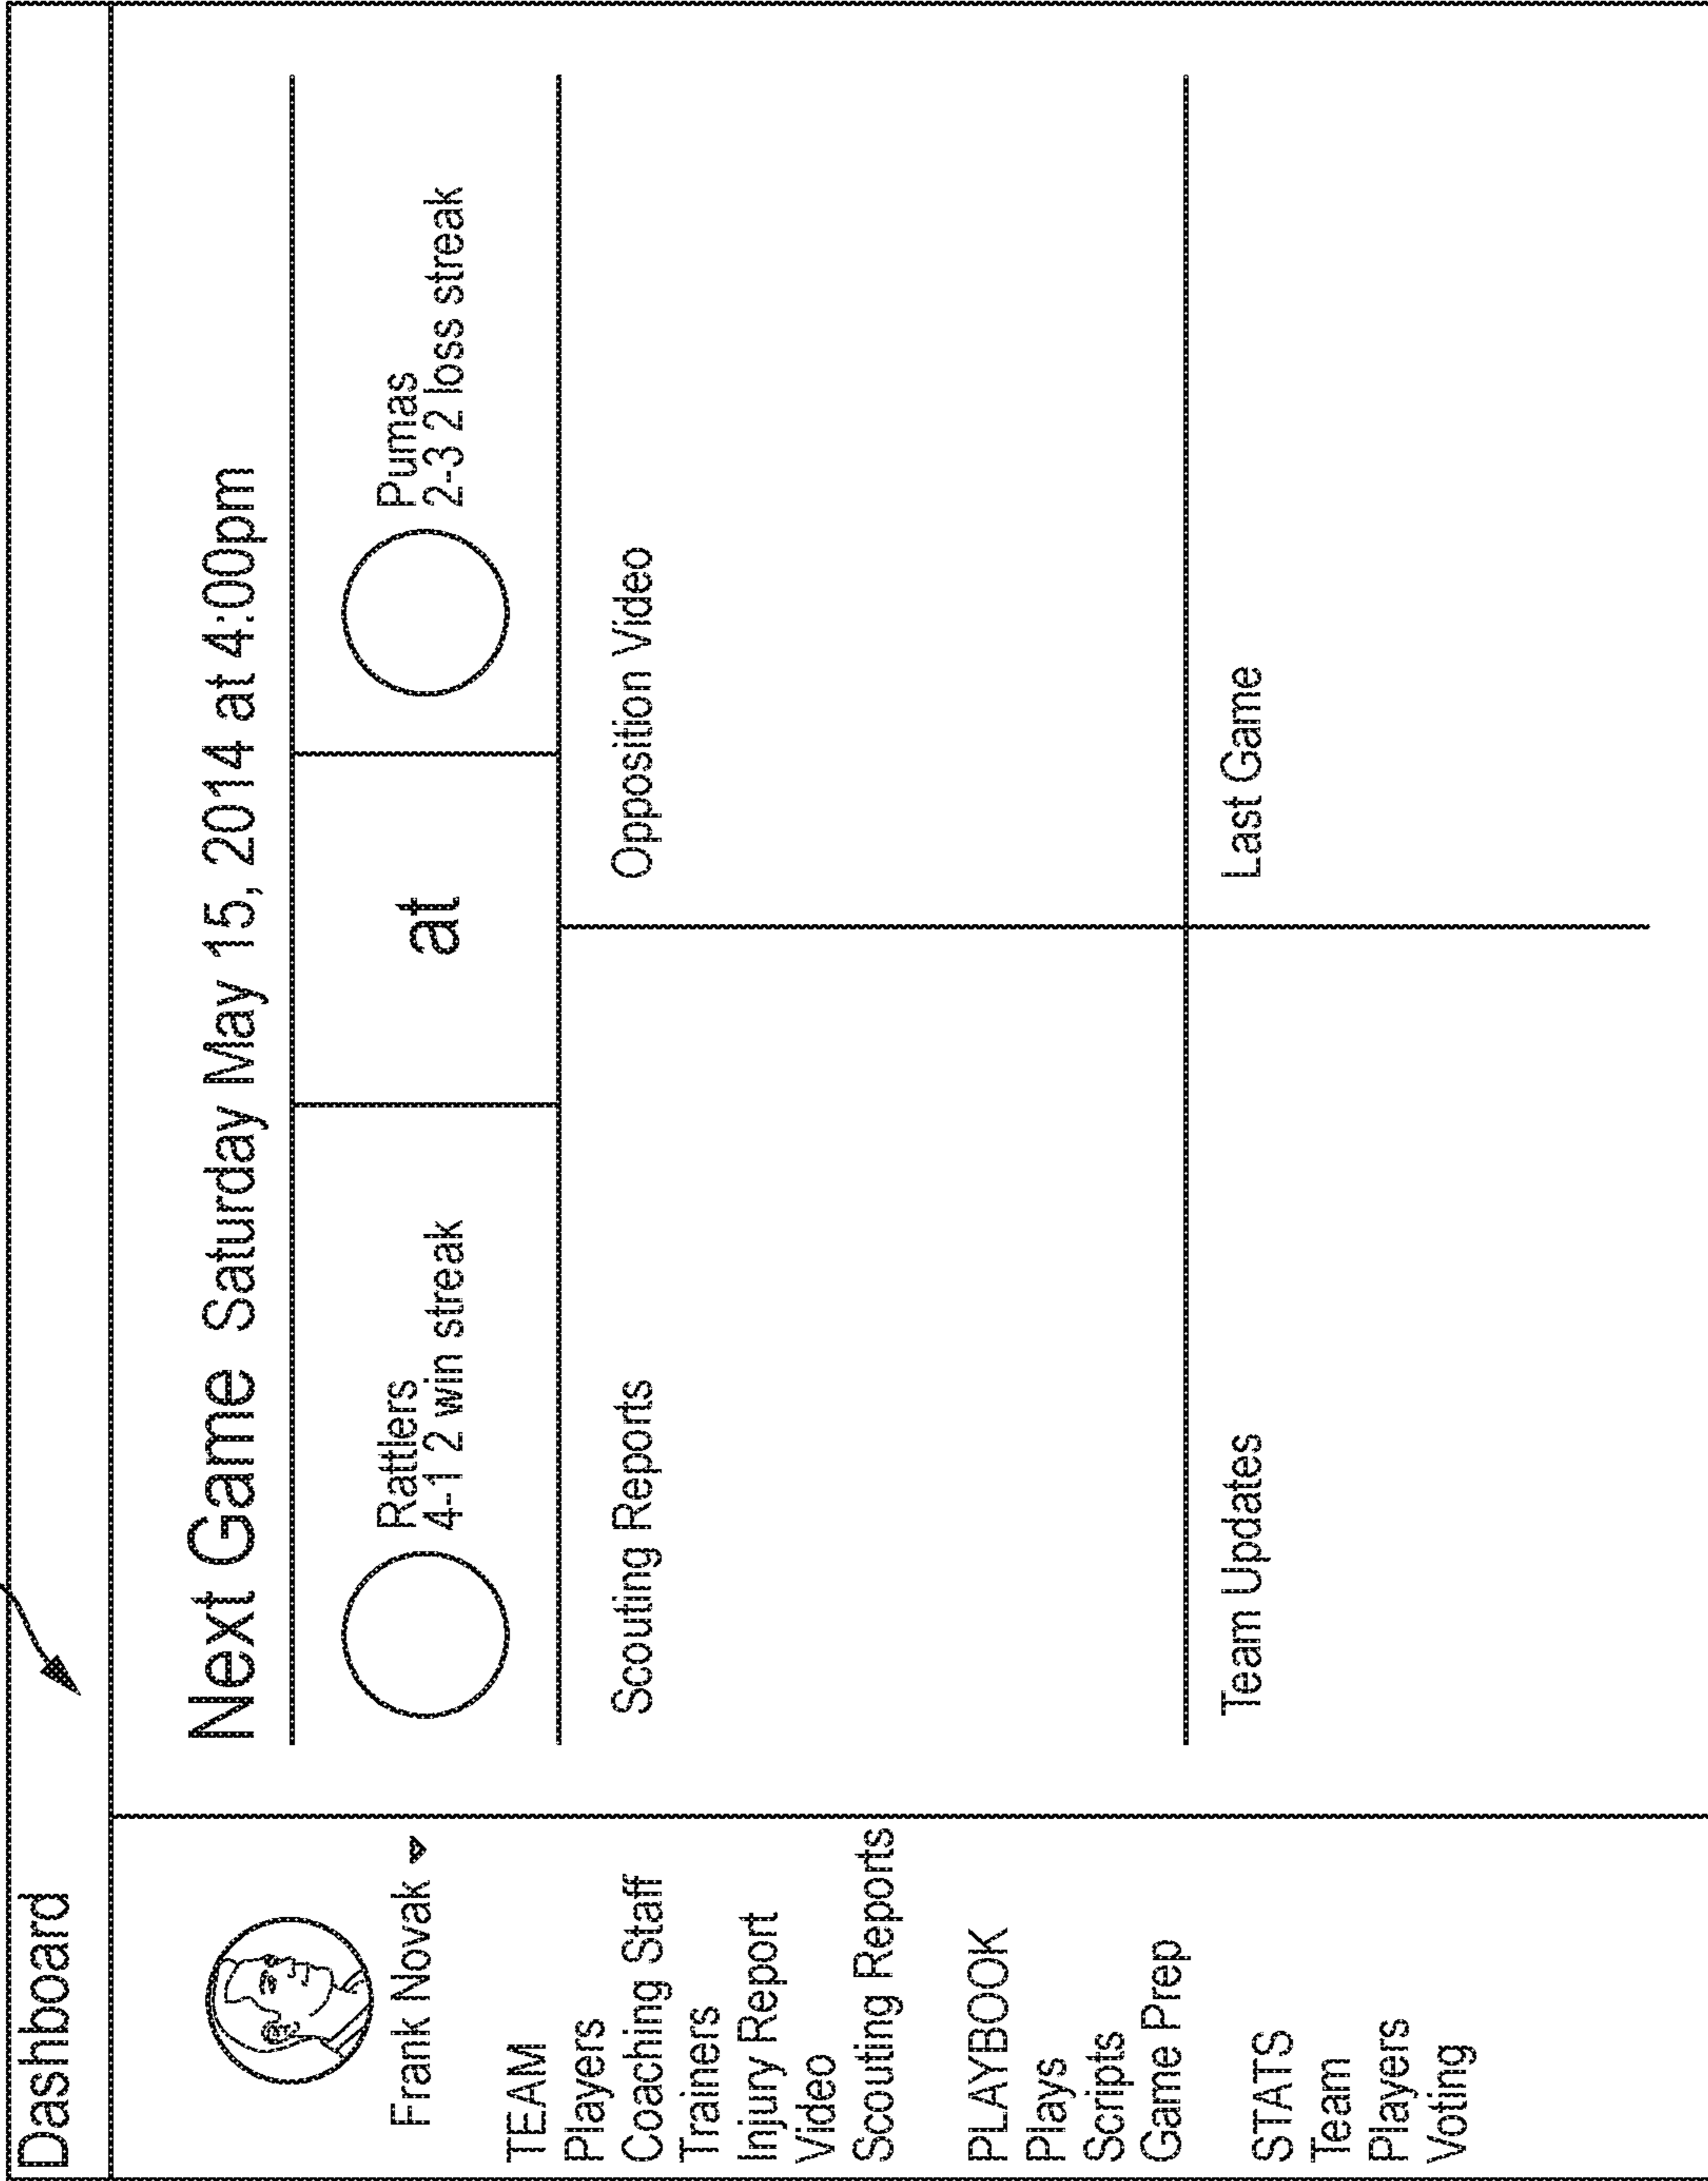 Dashboard
Frank Novak
TEAM
Players
Coaching Staff
Trainers
Injury Report
Video
Scouting Reports
PLAYBOOK
Plays
Scripts
Game Prep
STATS
Team
Players
Voting
Next Game Saturday May 15, 2014 at 4:00pm
Rattlers
4-1 2 win streak
at
Pumas
2-3 2 loss streak
Scouting Reports
Opposition Video
Team Updates
Last Game